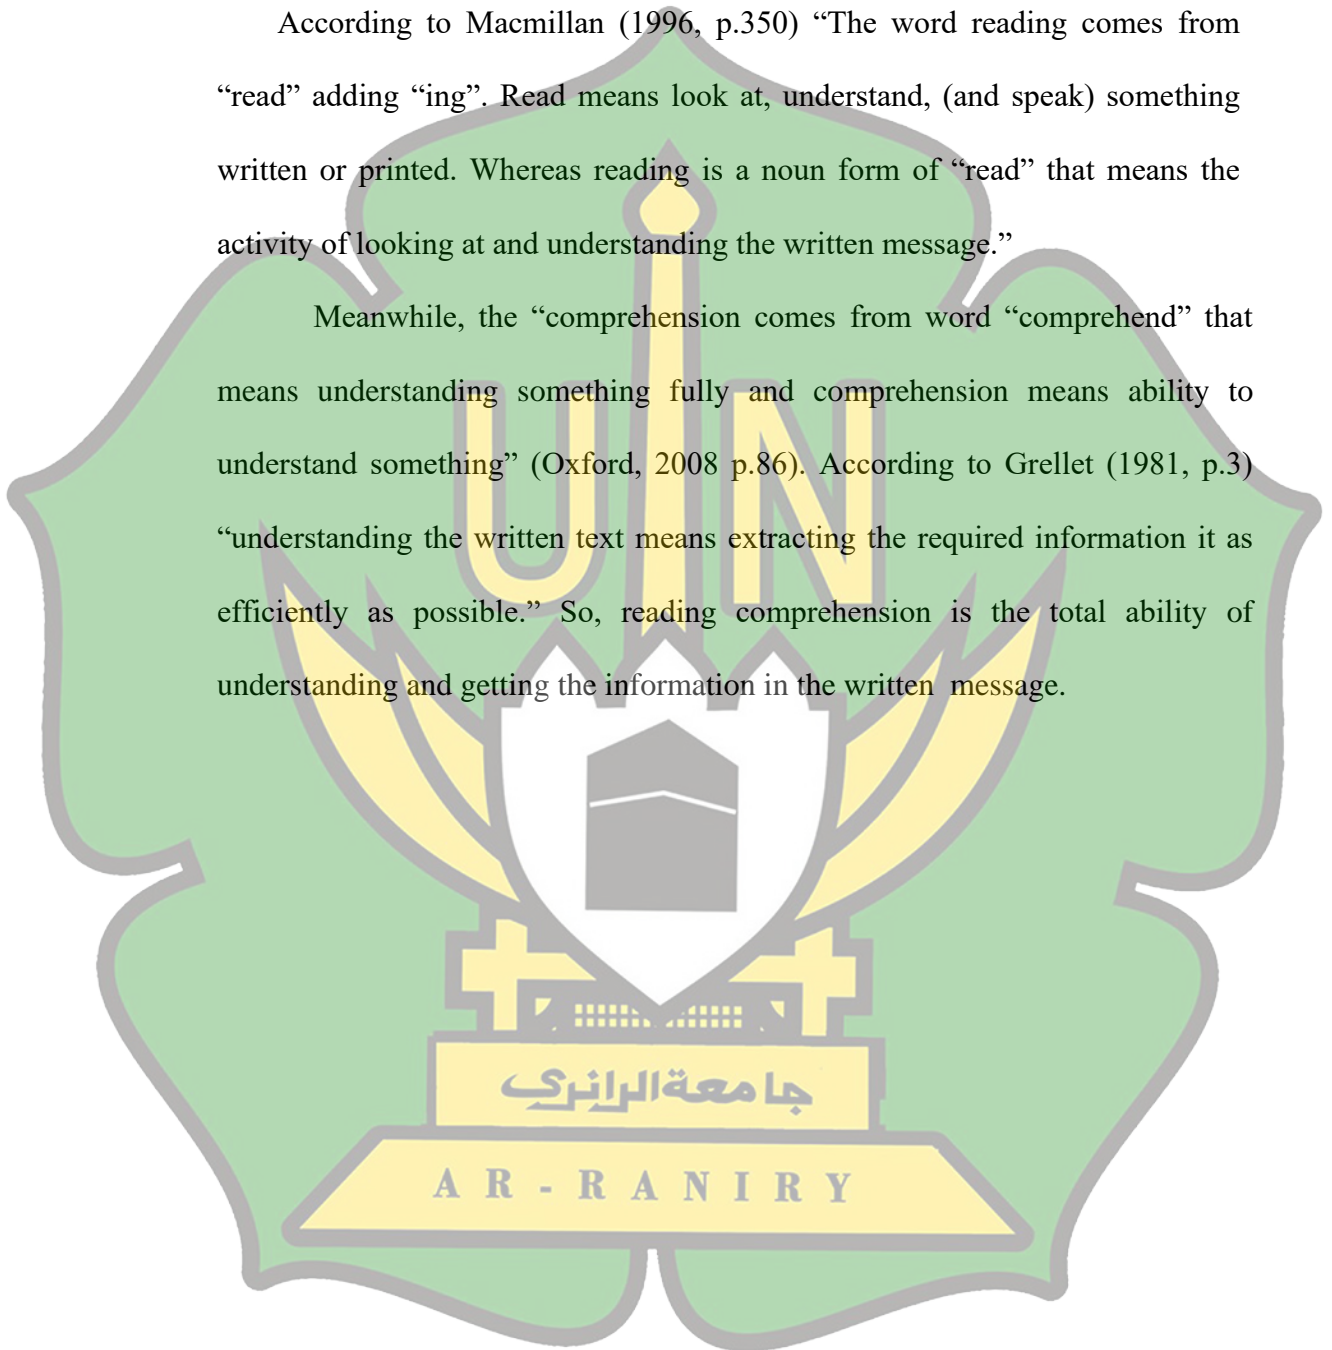 According to Macmillan (1996, p.350) “The word reading comes from
“read” adding “ing”. Read means look at, understand, (and speak) something
written or printed. Whereas reading is a noun form of “read” that means the
activity of looking at and understanding the written message.”
Meanwhile, the “comprehension comes from word “comprehend” that
means understanding something fully and comprehension means ability to
understand something” (Oxford, 2008 p.86). According to Grellet (1981, p.3)
“understanding the written text means extracting the required information it as
efficiently as possible.” So, reading comprehension is the total ability of
understanding and getting the information in the written message.
UIN
جامعةالرانري
AR-RANIRY